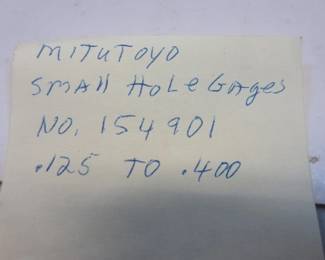 MITUTOYO
SMAll HoLe GAges
NO. 154901
.125 TO .400